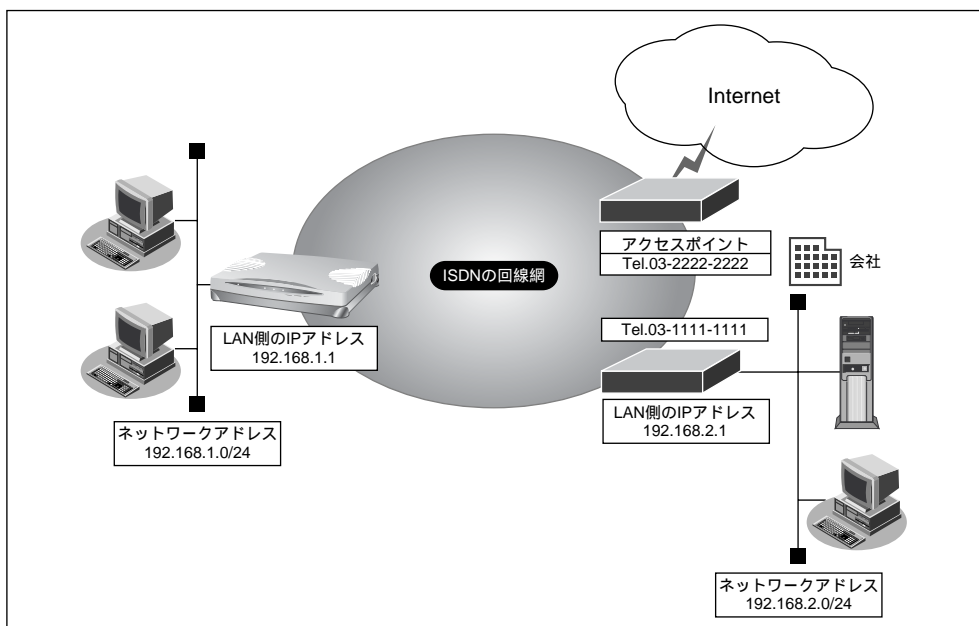 Internet
アクセスポイント
Tel.03-2222-2222
会社
ISDNの回線網
Tel.03-1111-1111
LAN側のIPアドレス
192.168.1.1
LAN側のIPアドレス
192.168.2.1
ネットワークアドレス
192.168.1.0/24
ネットワークアドレス
192.168.2.0/24